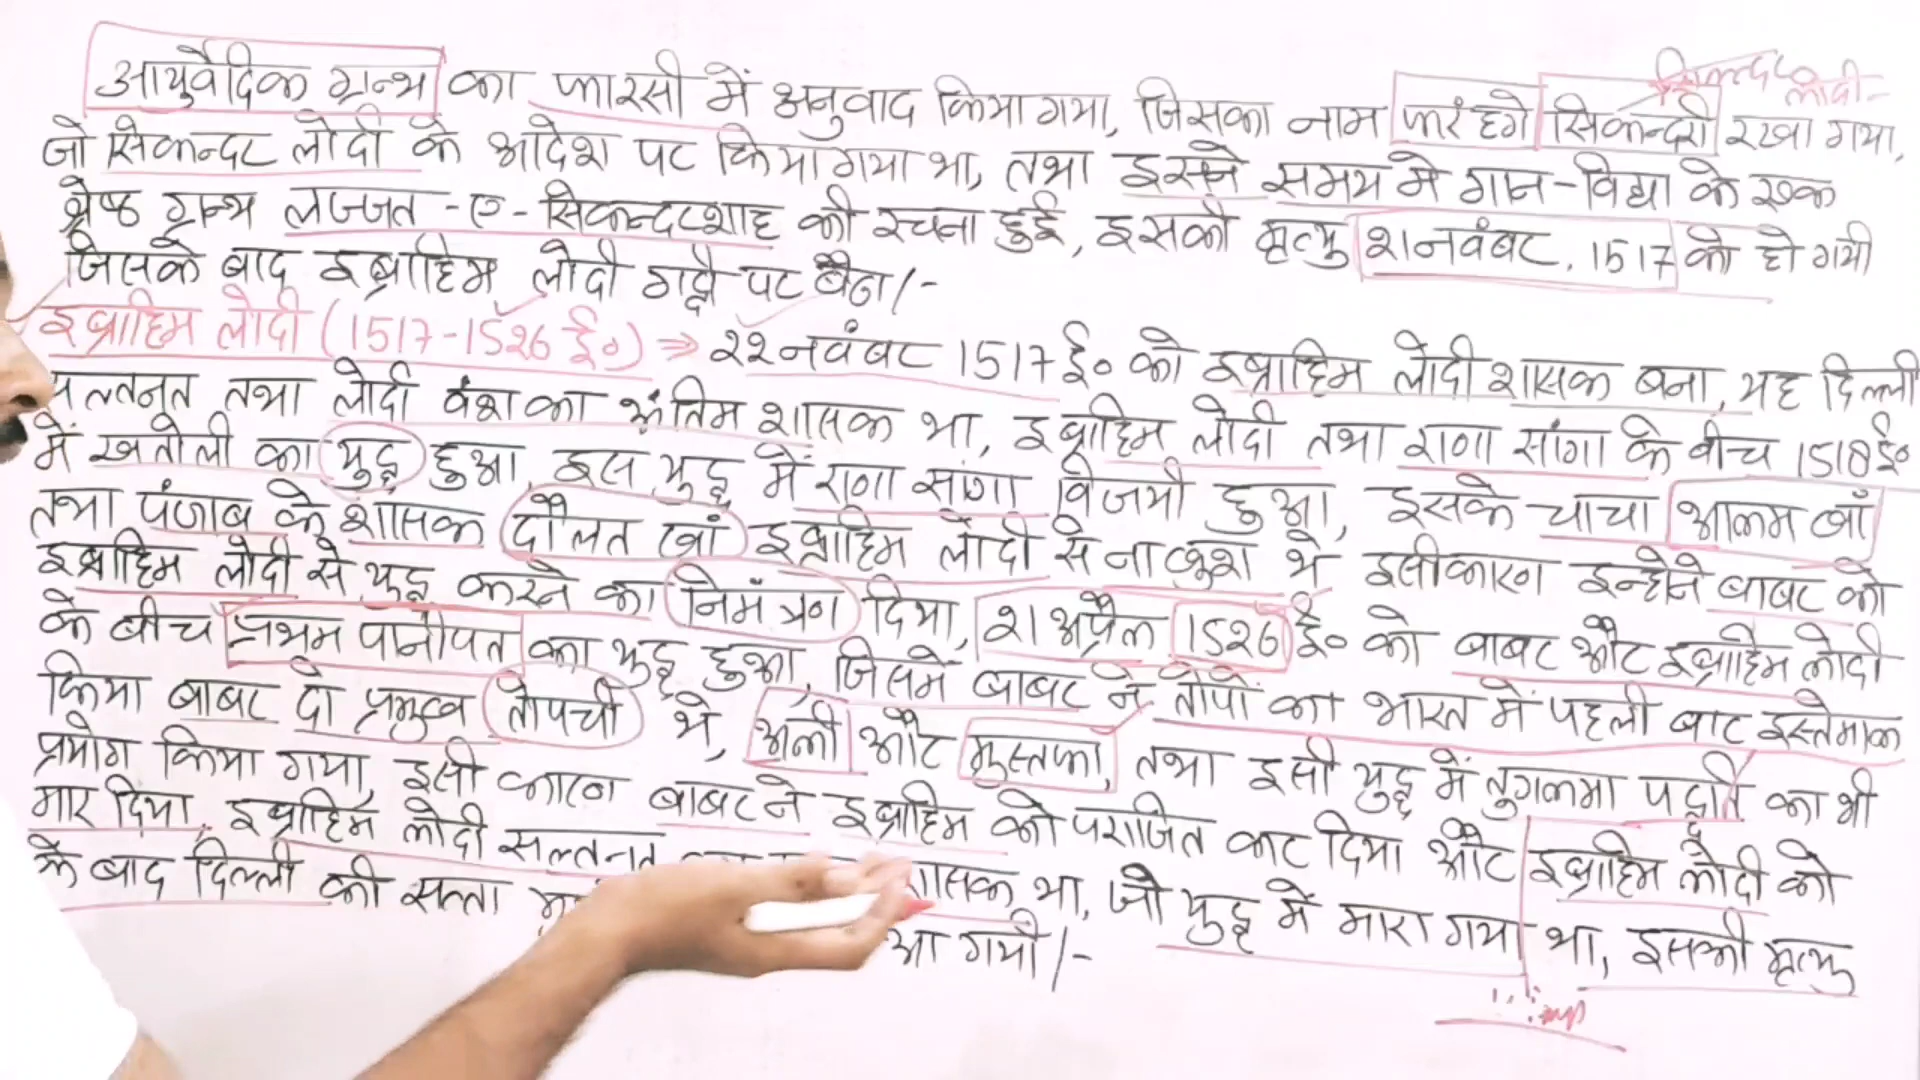 सिकन्दर लोदी
आयुर्वेदिक ग्रन्थ का फारसी में अनुवाद किया गया, जिसका नाम फरंहगे सिकन्दरी रखा गया,
जो सिकन्दर लोदी के आदेश पर किया गया था, तथा इसके समय में गान-विद्या के एक
श्रेष्ठ ग्रन्थ लज्जत-ए-सिकन्दरशाह की रचना हुई, इसकी मृत्यु 21 नवंबर, 1517 को हो गयी
जिसके बाद इब्राहिम लोदी गद्दी पर बैठा/-
इब्राहिम लोदी (1517-1526 ई०) ⇒ 22 नवंबर 1517 ई० को इब्राहिम लोदी शासक बना, यह दिल्ली
सल्तनत तथा लोदी वंश का अंतिम शासक था, इब्राहिम लोदी तथा राणा सांगा के बीच 1518 ई०
में खतोली का युद्ध हुआ, इस युद्ध में राणा सांगा विजयी हुआ, इसके चाचा आलम खाँ
तथा पंजाब के शासक दौलत खां इब्राहिम लोदी से नाखुश थे इसीकारण इन्होंने बाबर को
इब्राहिम लोदी से युद्ध करने का निमंत्रण दिया, 21 अप्रैल 1526 ई० को बाबर और इब्राहिम लोदी
के बीच प्रथम पानीपत का युद्ध हुआ, जिसमें बाबर ने तोपों का भारत में पहली बार इस्तेमाल
किया बाबर दो प्रमुख तोपची थे, अली और मुस्तफा, तथा इसी युद्ध में तुगलमा पद्धति का भी
प्रयोग किया गया, इसी कारण बाबर ने इब्राहिम को पराजित कर दिया और इब्राहिम लोदी को
मार दिया, इब्राहिम लोदी सल्तनत शासक था, जो युद्ध में मारा गया था, इसकी मृत्यु
के बाद दिल्ली की सत्ता आ गयी/-
imp